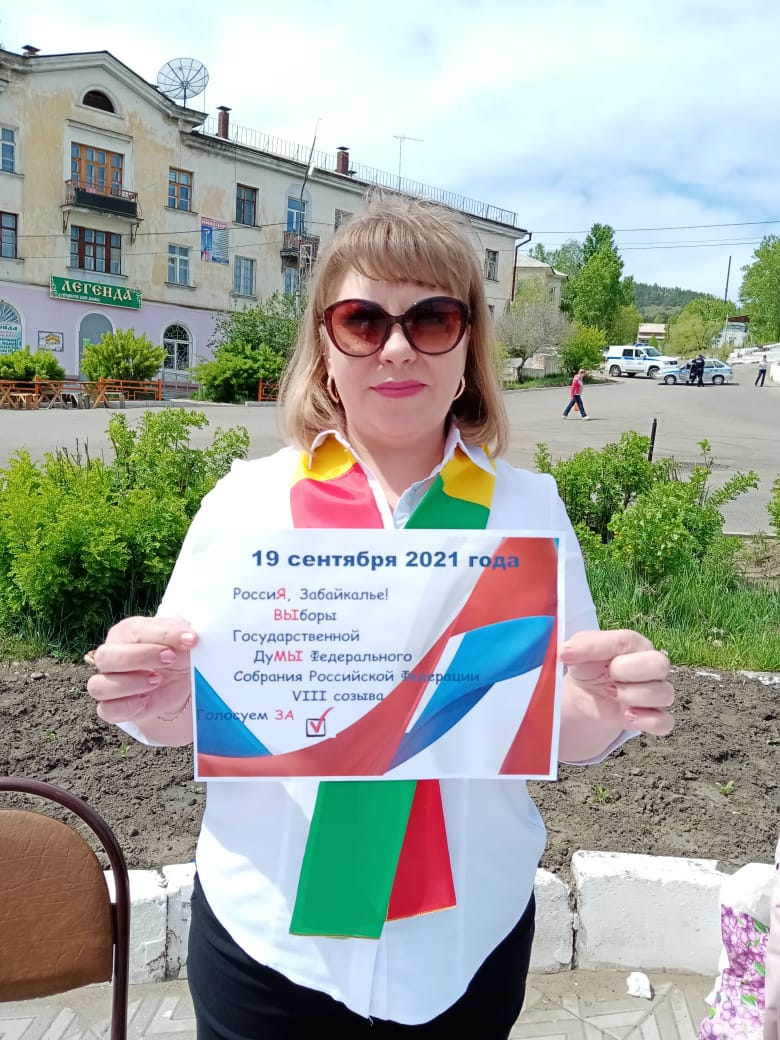 ЛЕГЕНДА
19 сентября 2021 года
РоссиЯ, Забайкалье!
ВЫборы
Государственной
ДуМЫ Федерального
Собрания Российской Федерации
VIII созыва
Голосуем ЗА